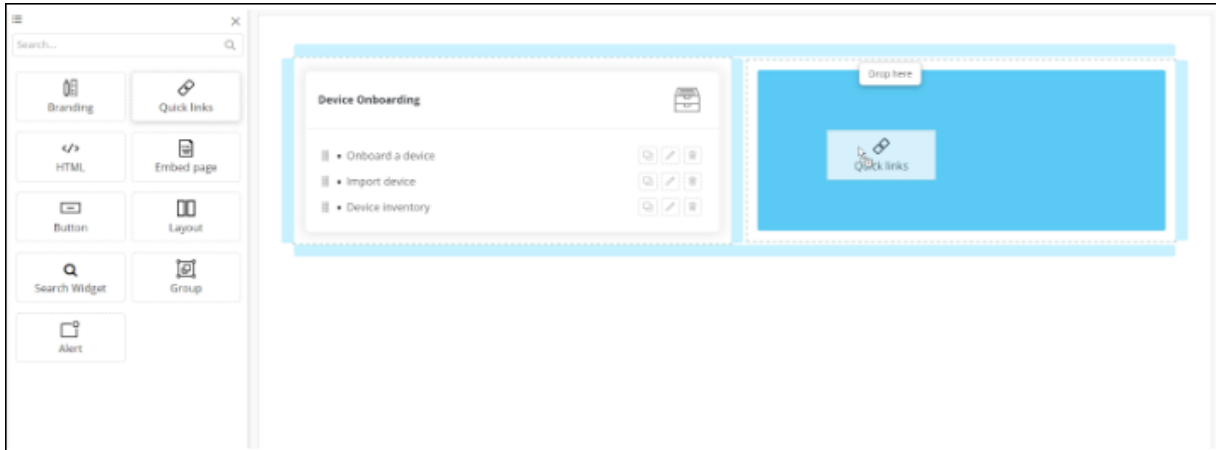 Search...
Branding
Quick links
</>
HTML
Embed page
Button
Layout
Search Widget
Group
Alert
Device Onboarding
• Onboard a device
• Import device
• Device inventory
Drop here
Quick links